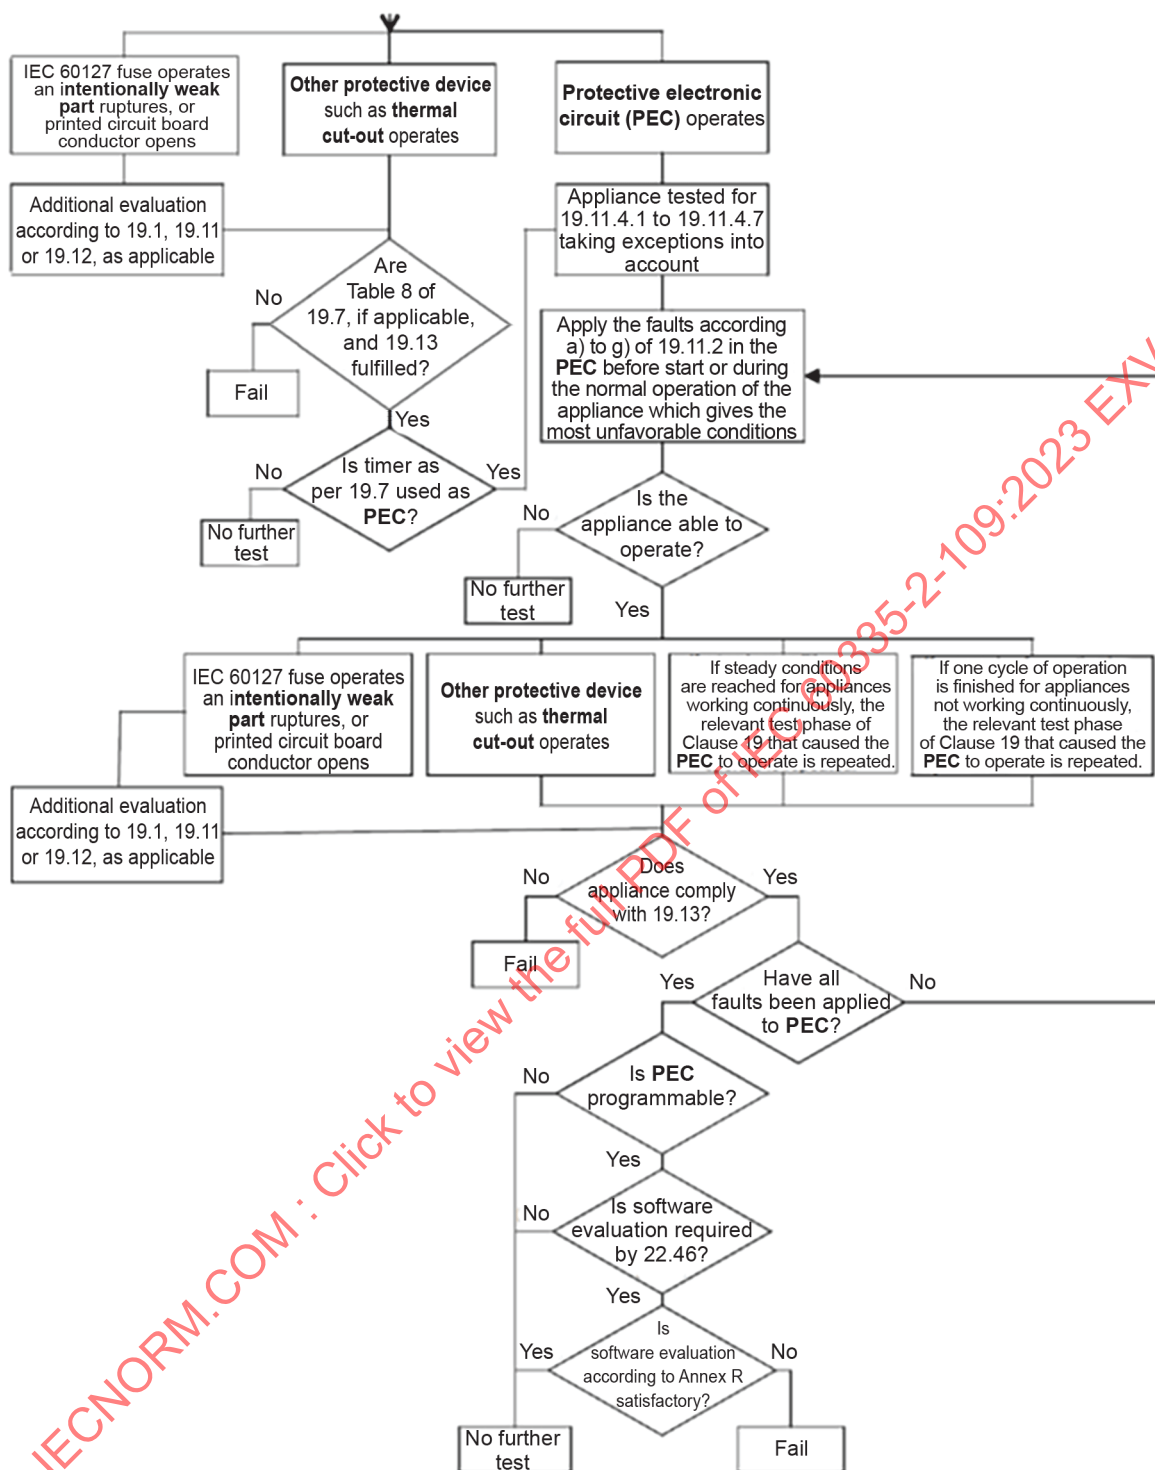 IEC 60127 fuse operates
an intentionally weak
part ruptures, or
printed circuit board
conductor opens
Other protective device
such as thermal
cut-out operates
Protective electronic
circuit (PEC) operates
Additional evaluation
according to 19.1, 19.11
or 19.12, as applicable
Appliance tested for
19.11.4.1 to 19.11.4.7
taking exceptions into
account
Are
Table 8 of
19.7, if applicable,
and 19.13
fulfilled?
No
Fail
Yes
Apply the faults according
a) to g) of 19.11.2 in the
PEC before start or during
the normal operation of the
appliance which gives the
most unfavorable conditions
Is timer as
per 19.7 used as
PEC?
No
Yes
No further
test
Is the
appliance able to
operate?
No
No further
test
Yes
IEC 60127 fuse operates
an intentionally weak
part ruptures, or
printed circuit board
conductor opens
Other protective device
such as thermal
cut-out operates
If steady conditions
are reached for appliances
working continuously, the
relevant test phase of
Clause 19 that caused the
PEC to operate is repeated.
If one cycle of operation
is finished for appliances
not working continuously,
the relevant test phase
of Clause 19 that caused the
PEC to operate is repeated.
Additional evaluation
according to 19.1, 19.11
or 19.12, as applicable
Does
appliance comply
with 19.13?
No
Yes
Fail
Have all
faults been applied
to PEC?
Yes
No
Is PEC
programmable?
No
Yes
Is software
evaluation required
by 22.46?
No
Yes
Is
software evaluation
according to Annex R
satisfactory?
Yes
No
No further
test
Fail
IECNORM.COM : Click to view the full PDF of IEC 60335-2-109:2023 EXV